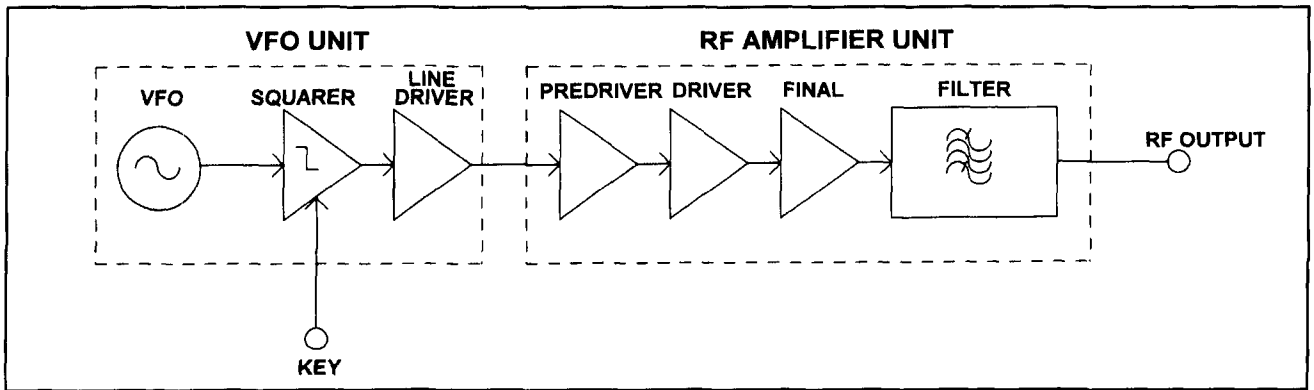 VFO UNIT
RF AMPLIFIER UNIT
VFO
SQUARER
LINE
DRIVER
PREDRIVER
DRIVER
FINAL
FILTER
RF OUTPUT
KEY